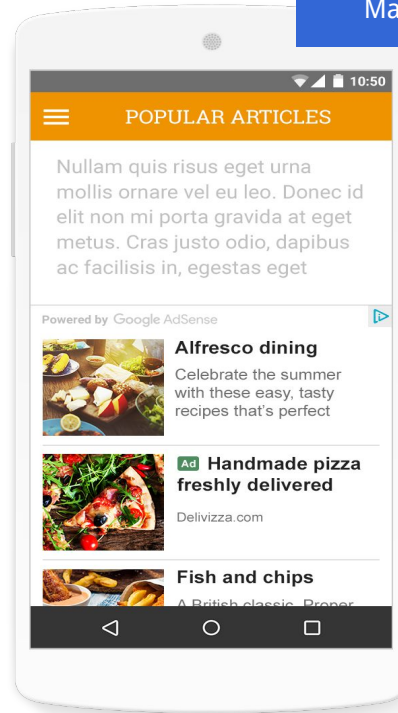 Ma
10:50
POPULAR ARTICLES
Nullam quis risus eget urna
mollis ornare vel eu leo. Donec id
elit non mi porta gravida at eget
metus. Cras justo odio, dapibus
ac facilisis in, egestas eget
Powered by Google AdSense
Alfresco dining
Celebrate the summer
with these easy, tasty
recipes that's perfect
Ad Handmade pizza
freshly delivered
Delivizza.com
Fish and chips
A British classic. Proper